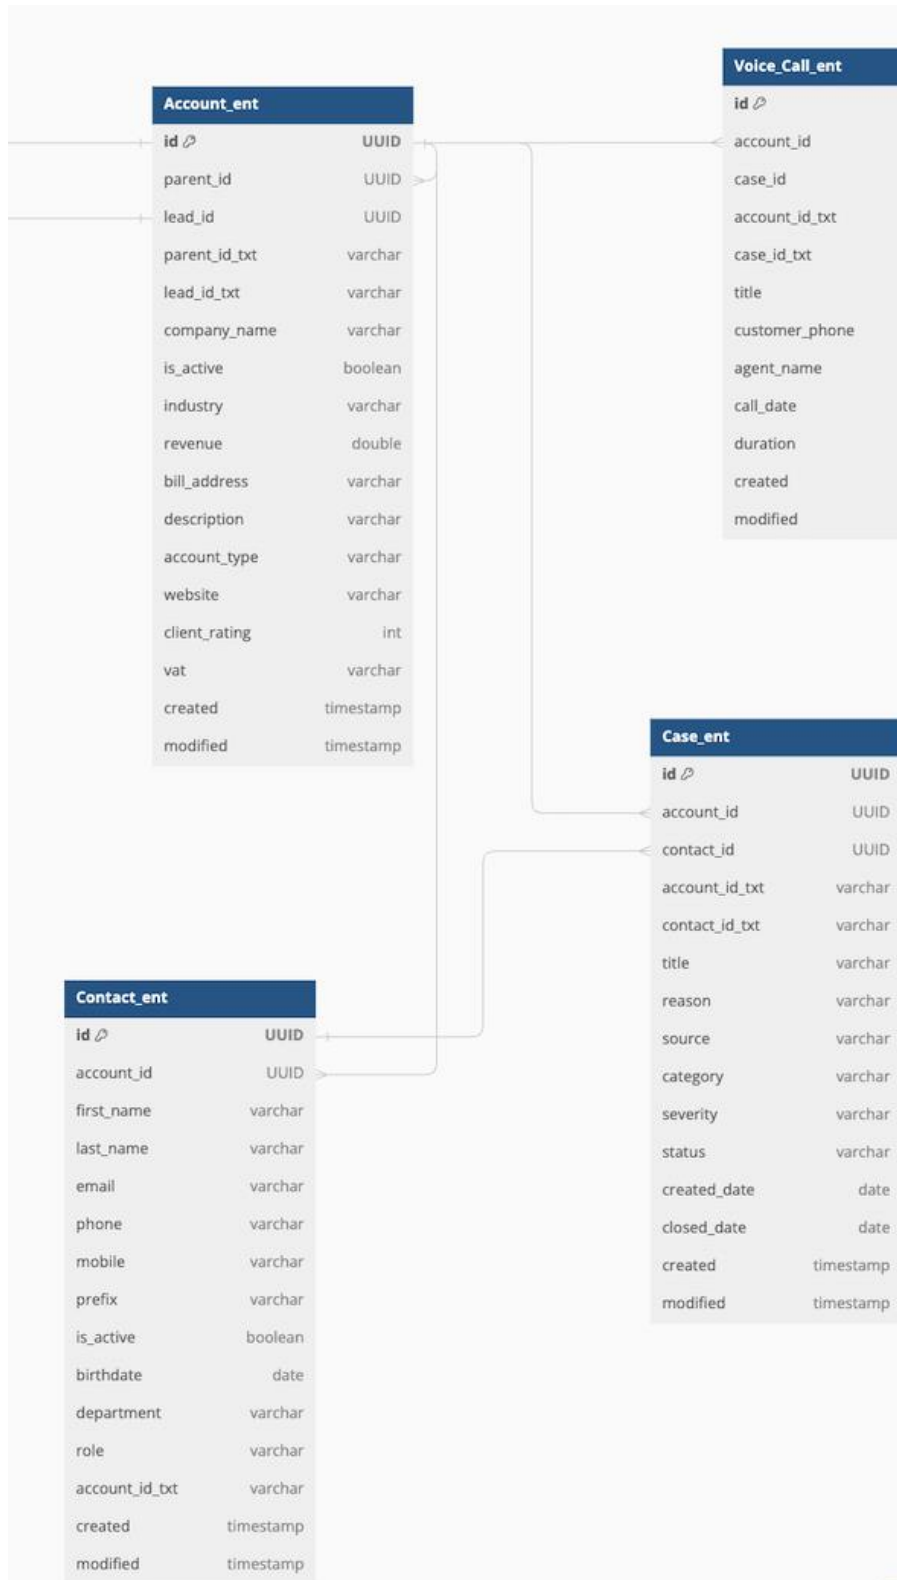 Account_ent
id UUID
parent_id UUID
lead_id UUID
parent_id_txt varchar
lead_id_txt varchar
company_name varchar
is_active boolean
industry varchar
revenue double
bill_address varchar
description varchar
account_type varchar
website varchar
client_rating int
vat varchar
created timestamp
modified timestamp
Voice_Call_ent
id
account_id
case_id
account_id_txt
case_id_txt
title
customer_phone
agent_name
call_date
duration
created
modified
Case_ent
id UUID
account_id UUID
contact_id UUID
account_id_txt varchar
contact_id_txt varchar
title varchar
reason varchar
source varchar
category varchar
severity varchar
status varchar
created_date date
closed_date date
created timestamp
modified timestamp
Contact_ent
id UUID
account_id UUID
first_name varchar
last_name varchar
email varchar
phone varchar
mobile varchar
prefix varchar
is_active boolean
birthdate date
department varchar
role varchar
account_id_txt varchar
created timestamp
modified timestamp